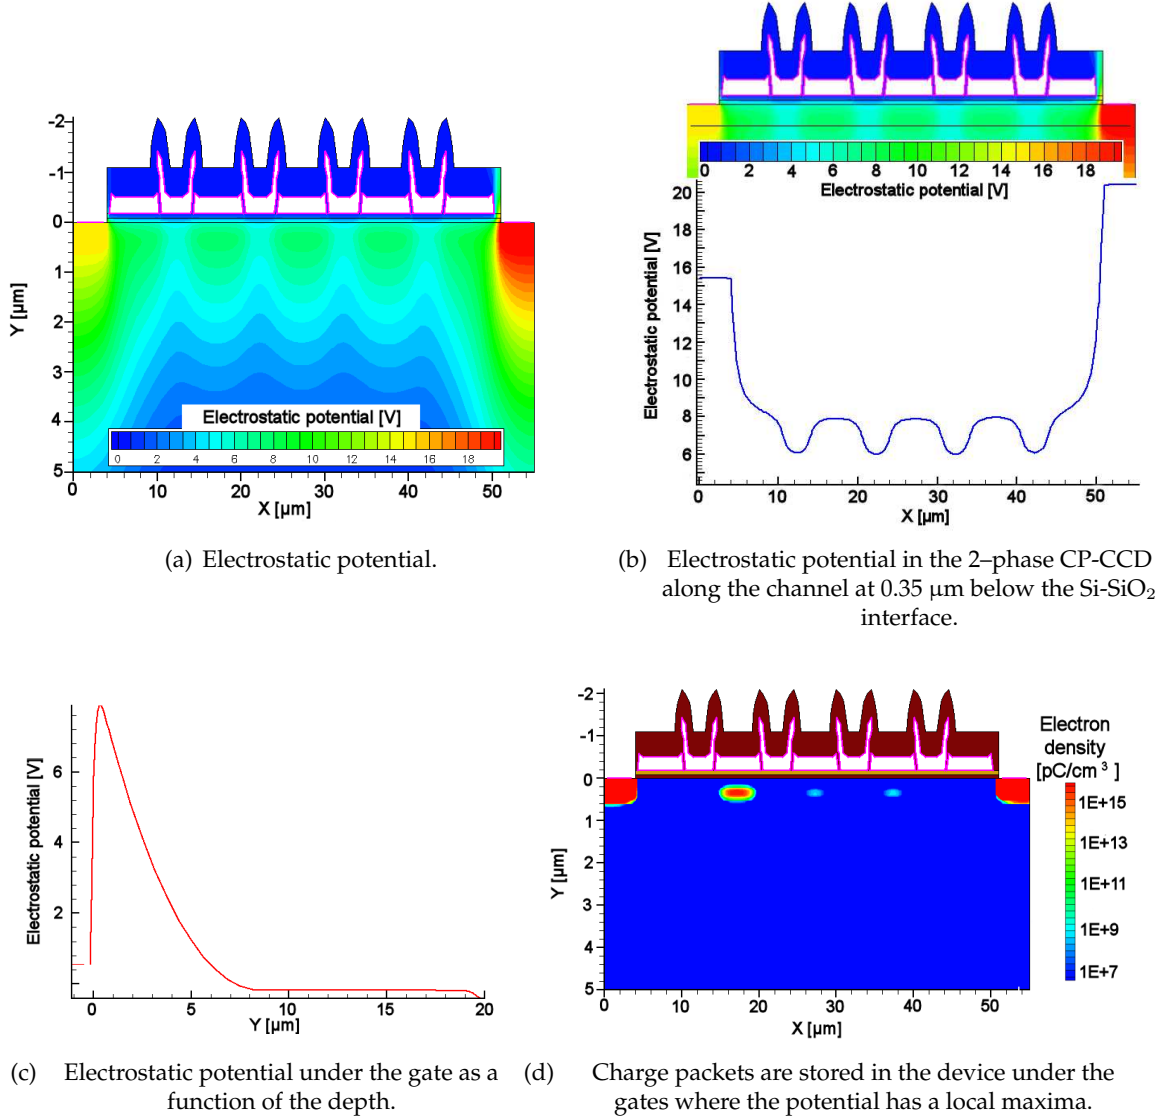 -2
-1
0
1
2
3
4
5
Y [µm]
Electrostatic potential [V]
0 2 4 6 8 10 12 14 16 18
0 10 20 30 40 50
X [µm]
(a) Electrostatic potential.
0 2 4 6 8 10 12 14 16 18
Electrostatic potential [V]
20
18
16
14
12
10
8
6
Electrostatic potential [V]
0 10 20 30 40 50
X [µm]
(b) Electrostatic potential in the 2–phase CP-CCD
along the channel at 0.35 µm below the Si-SiO₂
interface.
6
4
2
Electrostatic potential [V]
0 5 10 15 20
Y [µm]
(c) Electrostatic potential under the gate as a
function of the depth.
-2
-1
0
1
2
3
4
5
Y [µm]
0 10 20 30 40 50
X [µm]
Electron
density
[pC/cm ³ ]
1E+15
1E+13
1E+11
1E+9
1E+7
(d) Charge packets are stored in the device under the
gates where the potential has a local maxima.